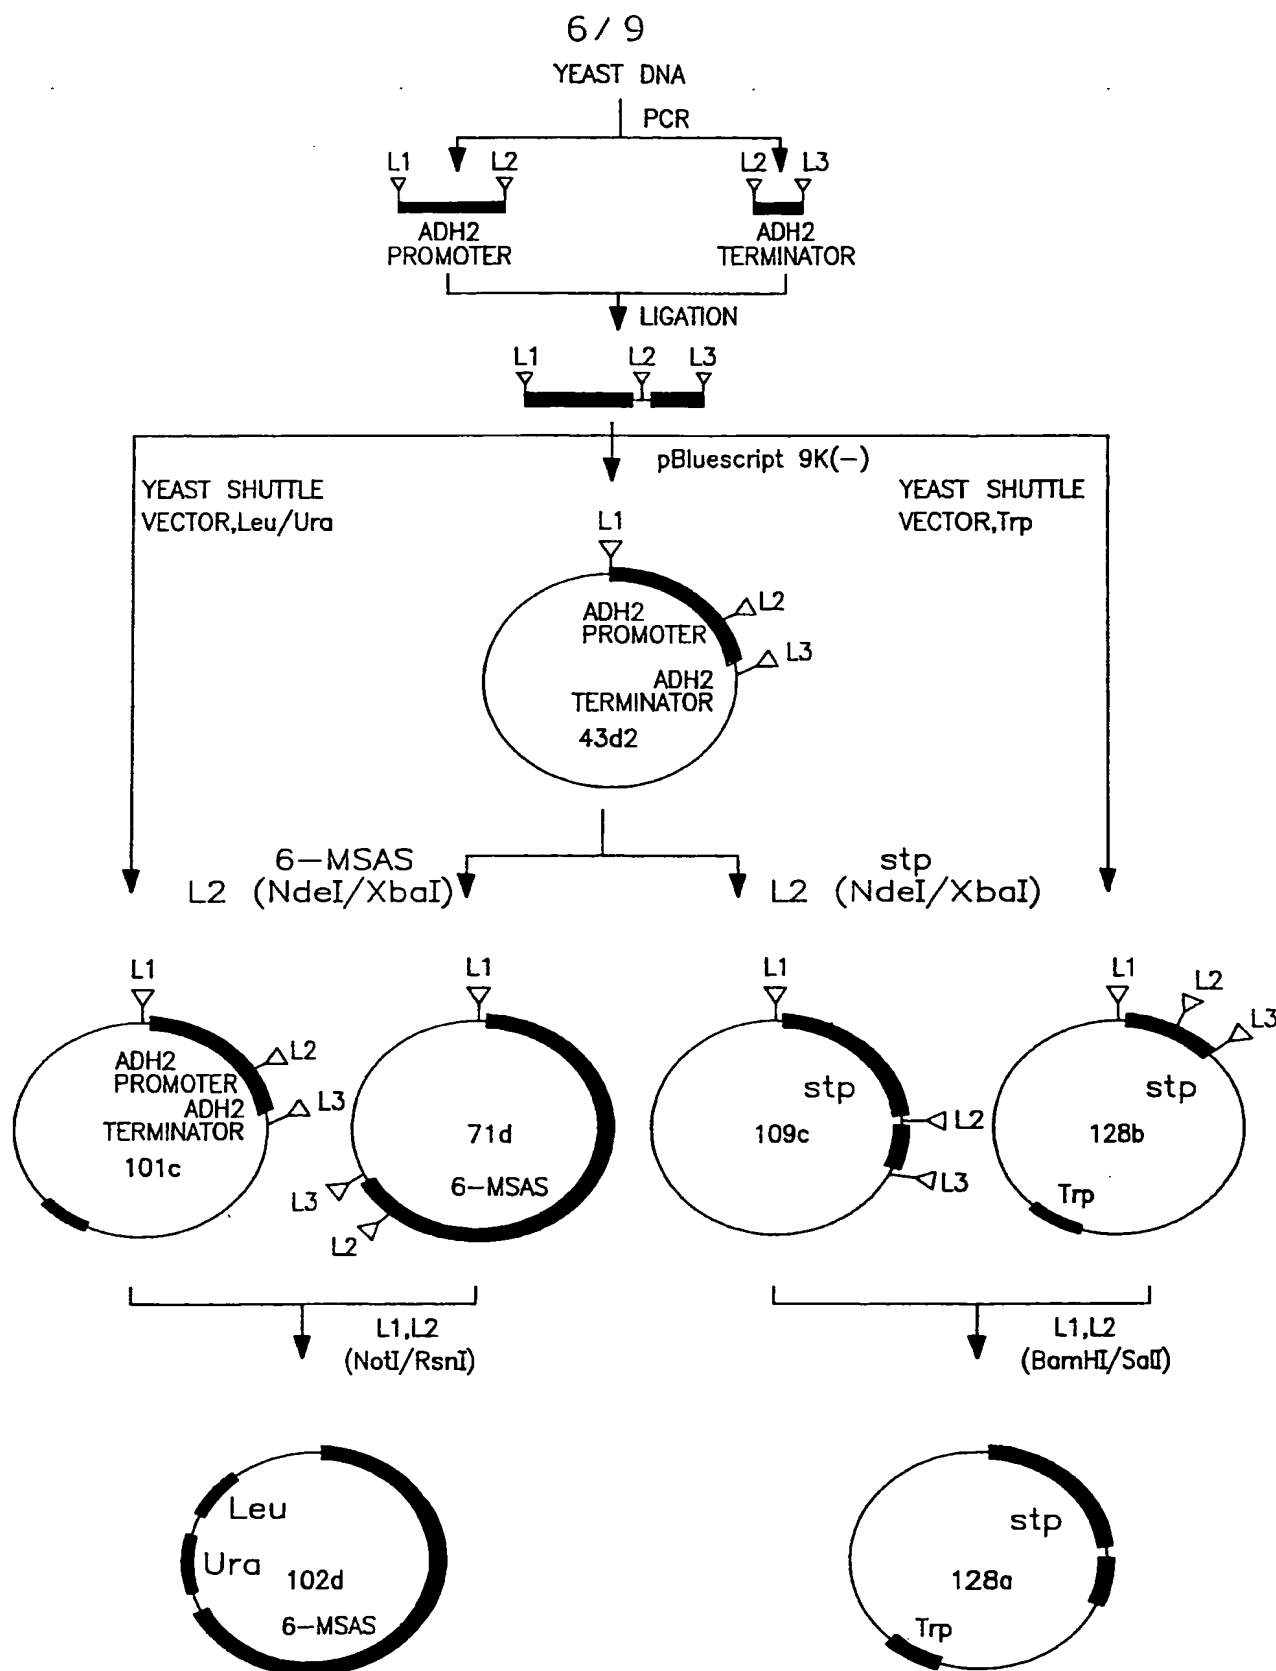 6/9
YEAST DNA
PCR
L1 L2 L2 L3
ADH2
PROMOTER
ADH2
TERMINATOR
LIGATION
L1 L2 L3
pBluescript 9K(-)
YEAST SHUTTLE
VECTOR,Leu/Ura
YEAST SHUTTLE
VECTOR,Trp
L1
ADH2
PROMOTER
L2
L3
ADH2
TERMINATOR
43d2
6-MSAS
L2 (NdeI/XbaI)
stp
L2 (NdeI/XbaI)
L1
ADH2
PROMOTER
ADH2
TERMINATOR
L2
L3
101c
L1
71d
6-MSAS
L3
L2
L1
stp
109c
L2
L3
L1
L2
L3
stp
128b
Trp
L1,L2
(NotI/RsnI)
L1,L2
(BamHI/SalI)
Leu
Ura
102d
6-MSAS
stp
128a
Trp